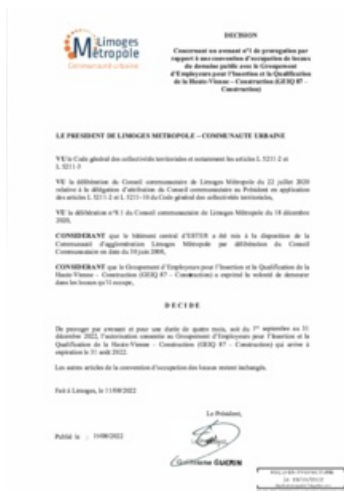 Limoges
Métropole
Communauté urbaine
DECISION
Concernant un avenant n°1 de prorogation par
rapport à une convention d'occupation de locaux
du domaine public avec le Groupement
d'Employeurs pour l'Insertion et la Qualification
de la Haute-Vienne – Construction (GEIQ 87 –
Construction)
LE PRESIDENT DE LIMOGES METROPOLE – COMMUNAUTE URBAINE
VU le Code général des collectivités territoriales et notamment les articles L 5211-2 et
L 5211-3
VU la délibération du Conseil communautaire de Limoges Métropole du 22 juillet 2020
relative à la délégation d'attribution du Conseil communautaire au Président en application
des articles L 5211-2 et L 5211-10 du Code général des collectivités territoriales,
VU la délibération n°9.1 du Conseil communautaire de Limoges Métropole du 18 décembre
2020,
CONSIDERANT que le bâtiment central d'ESTER a été mis à la disposition de la
Communauté d'agglomération Limoges Métropole par délibération du Conseil
Communautaire en date du 30 juin 2008,
CONSIDERANT que le Groupement d'Employeurs pour l'Insertion et la Qualification de la
Haute-Vienne – Construction (GEIQ 87 – Construction) a exprimé la volonté de demeurer
dans les locaux qu'il occupe,
DECIDE
De proroger par avenant et pour une durée de quatre mois, soit du 1er septembre au 31
décembre 2022, l'autorisation consentie au Groupement d'Employeurs pour l'Insertion et la
Qualification de la Haute-Vienne – Construction (GEIQ 87 – Construction) qui arrive à
expiration le 31 août 2022.
Les autres articles de la convention d'occupation des locaux restent inchangés.
Fait à Limoges, le 11/08/2022
Le Président,
Publié le : 19/08/2022
Guillaume GUERIN